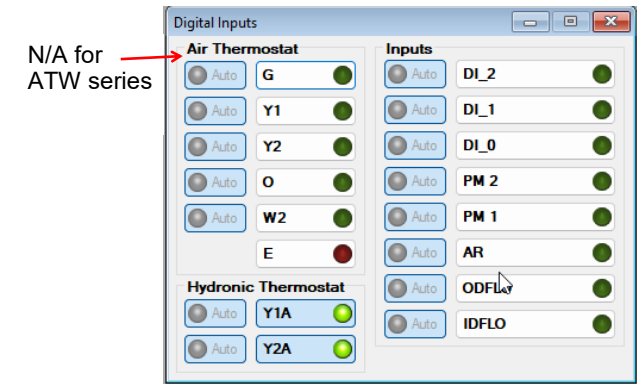 Digital Inputs
N/A for
ATW series
Air Thermostat
Auto G
Auto Y1
Auto Y2
Auto O
Auto W2
E
Hydronic Thermostat
Auto Y1A
Auto Y2A
Inputs
Auto DI_2
Auto DI_1
Auto DI_0
Auto PM 2
Auto PM 1
Auto AR
Auto
Auto IDFLO